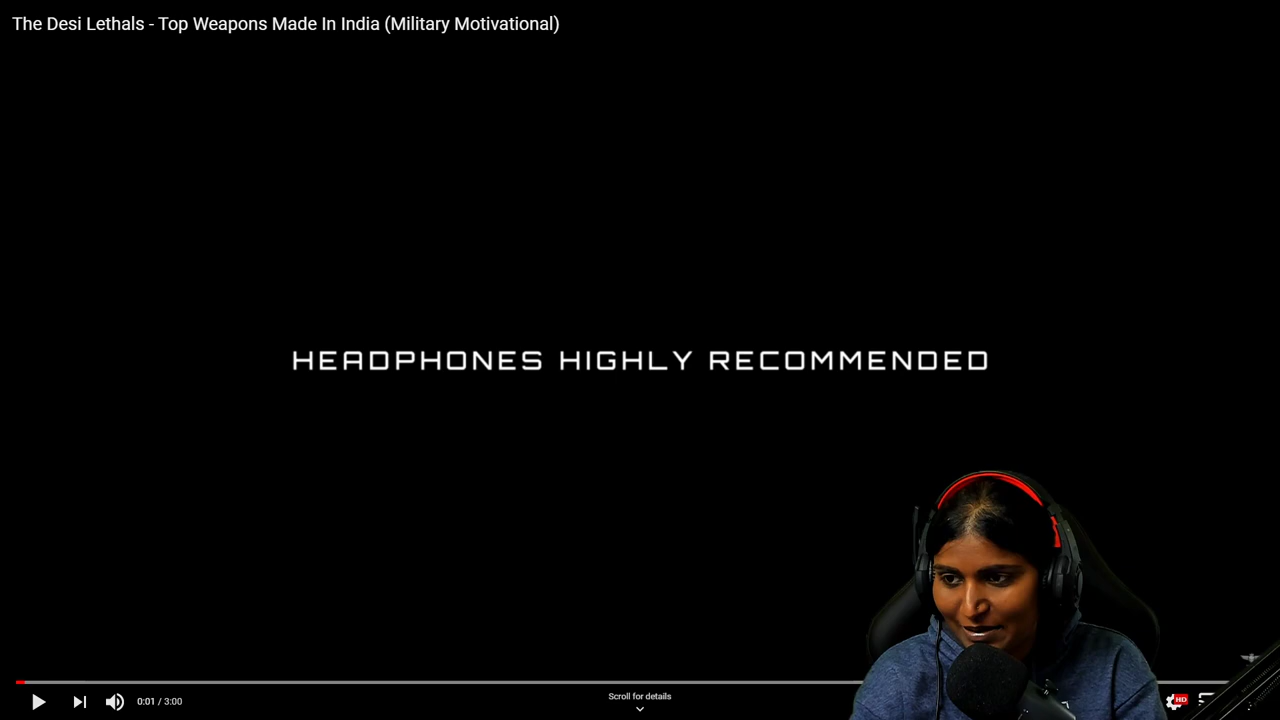 The Desi Lethals - Top Weapons Made In India (Military Motivational)
HEADPHONES HIGHLY RECOMMENDED
Scroll for details
0:01 / 3:00
HD